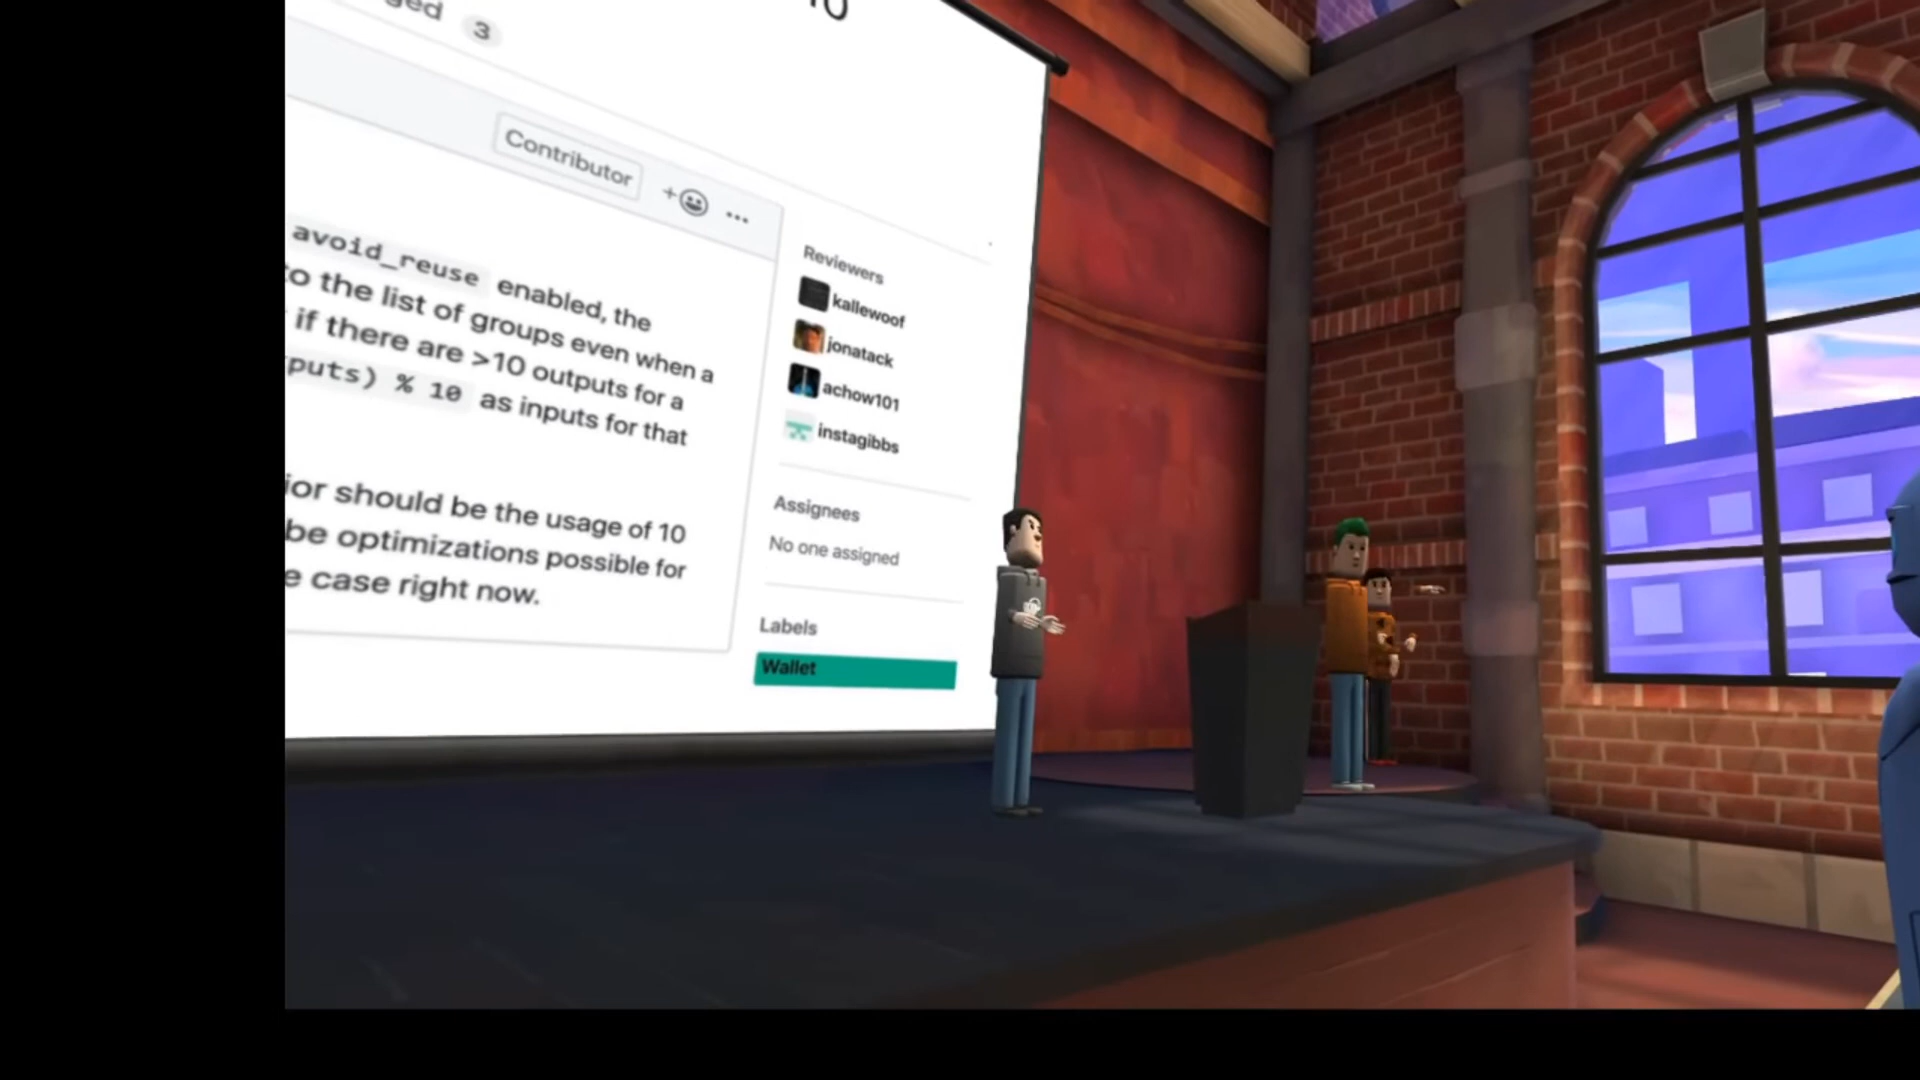 10
3
Contributor
avoid_reuse enabled, the
to the list of groups even when a
if there are >10 outputs for a
puts) % 10 as inputs for that
ior should be the usage of 10
be optimizations possible for
e case right now.
Reviewers
kallewoof
jonatack
achow101
instagibbs
Assignees
No one assigned
Labels
Wallet